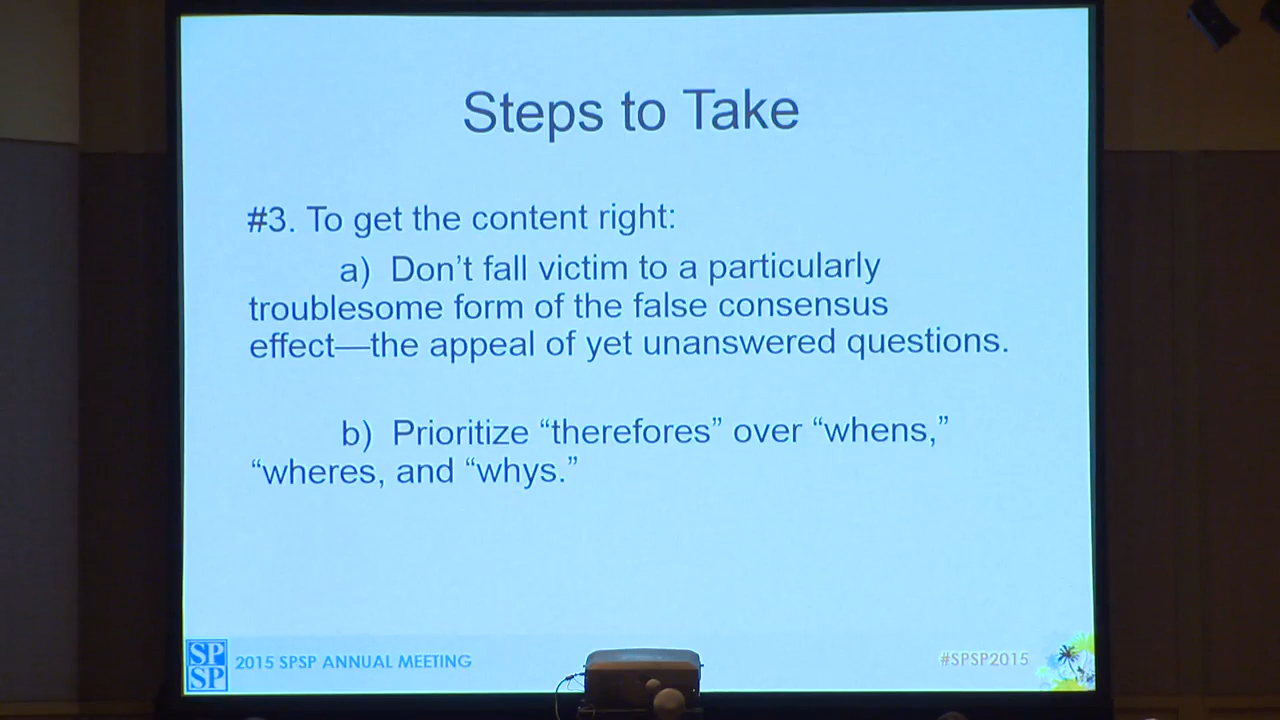 Steps to Take
#3. To get the content right:
a) Don’t fall victim to a particularly
troublesome form of the false consensus
effect—the appeal of yet unanswered questions.
b) Prioritize “therefores” over “whens,”
“wheres, and “whys.”
SP
SP
2015 SPSP ANNUAL MEETING
#SPSP2015